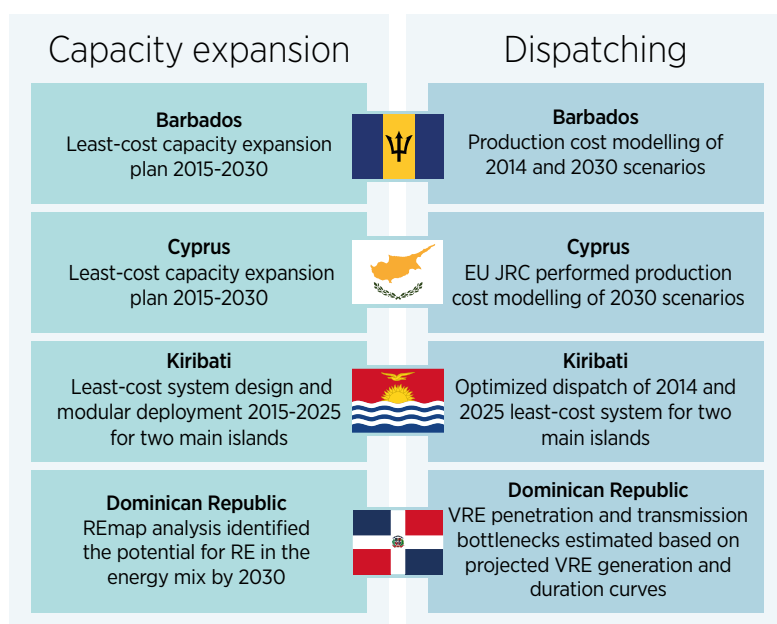 Capacity expansion
Dispatching
Barbados
Least-cost capacity expansion
plan 2015-2030
Barbados
Production cost modelling of
2014 and 2030 scenarios
Cyprus
Least-cost capacity expansion
plan 2015-2030
Cyprus
EU JRC performed production
cost modelling of 2030 scenarios
Kiribati
Least-cost system design and
modular deployment 2015-2025
for two main islands
Kiribati
Optimized dispatch of 2014 and
2025 least-cost system for two
main islands
Dominican Republic
REmap analysis identified
the potential for RE in the
energy mix by 2030
Dominican Republic
VRE penetration and transmission
bottlenecks estimated based on
projected VRE generation and
duration curves